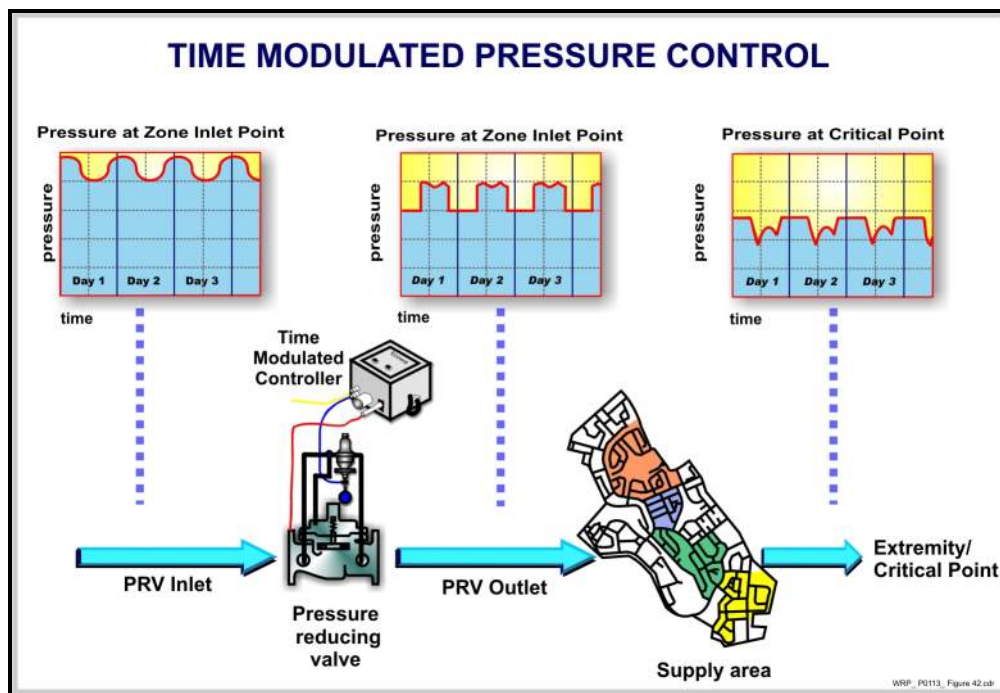 TIME MODULATED PRESSURE CONTROL
Pressure at Zone Inlet Point
pressure
Day 1
Day 2
Day 3
time
Pressure at Zone Inlet Point
pressure
Day 1
Day 2
Day 3
time
Pressure at Critical Point
pressure
Day 1
Day 2
Day 3
time
Time
Modulated
Controller
PRV Inlet
Pressure
reducing
valve
PRV Outlet
Supply area
Extremity/
Critical Point
WRP_ P0113_ Figure 42.cdr